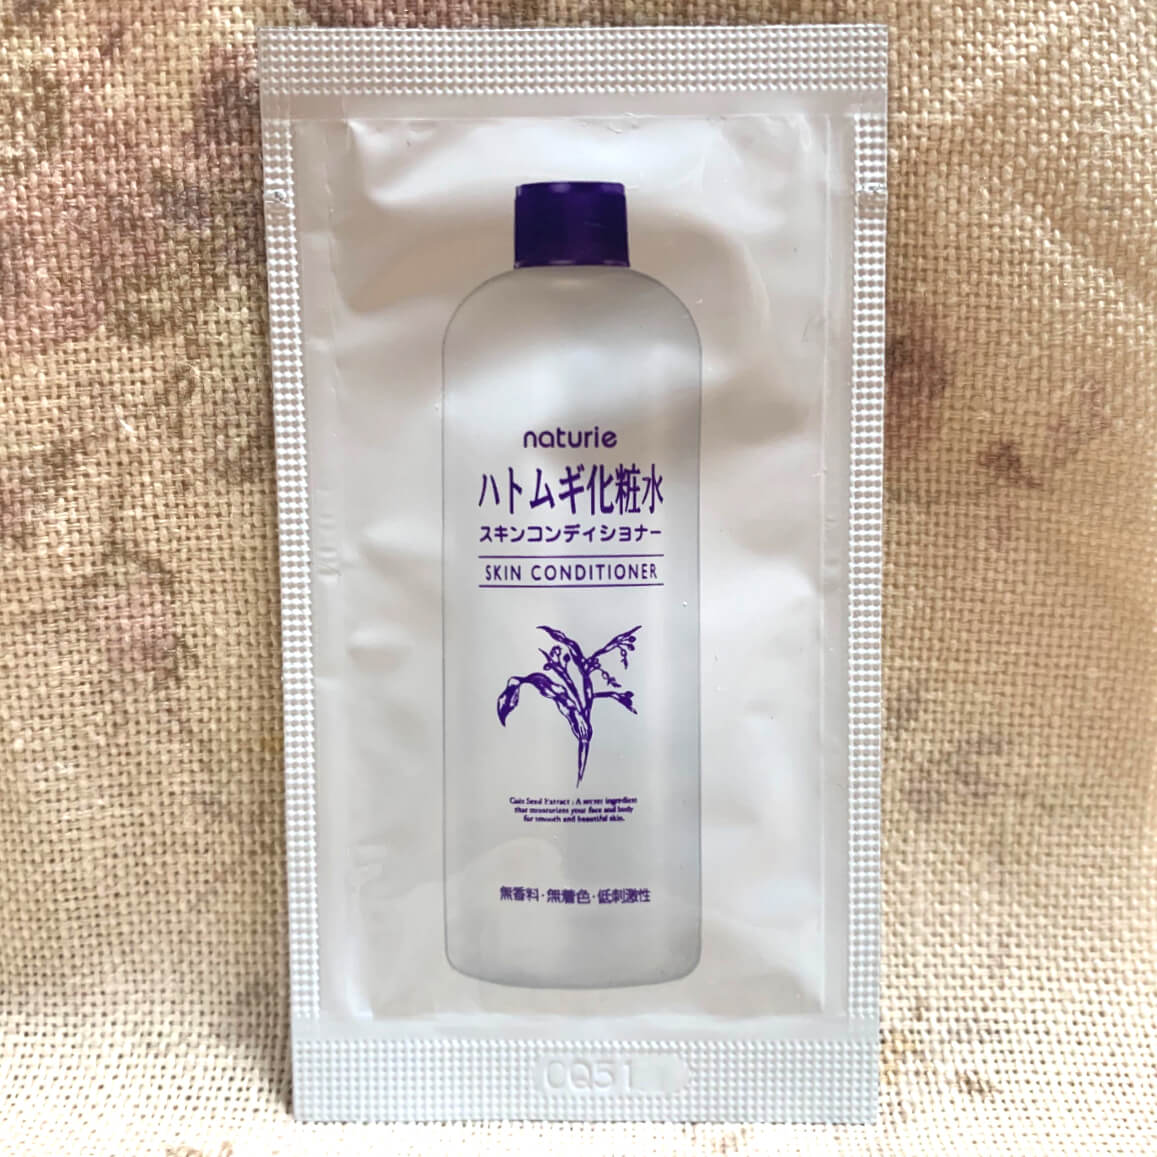 naturie
ハトムギ化粧水
スキンコンディショナー
SKIN CONDITIONER
Coix Seed Extract : A secret ingredient
that moisturizes your face and body
for smooth and beautiful skin.
無香料・無着色・低刺激性
CQ51